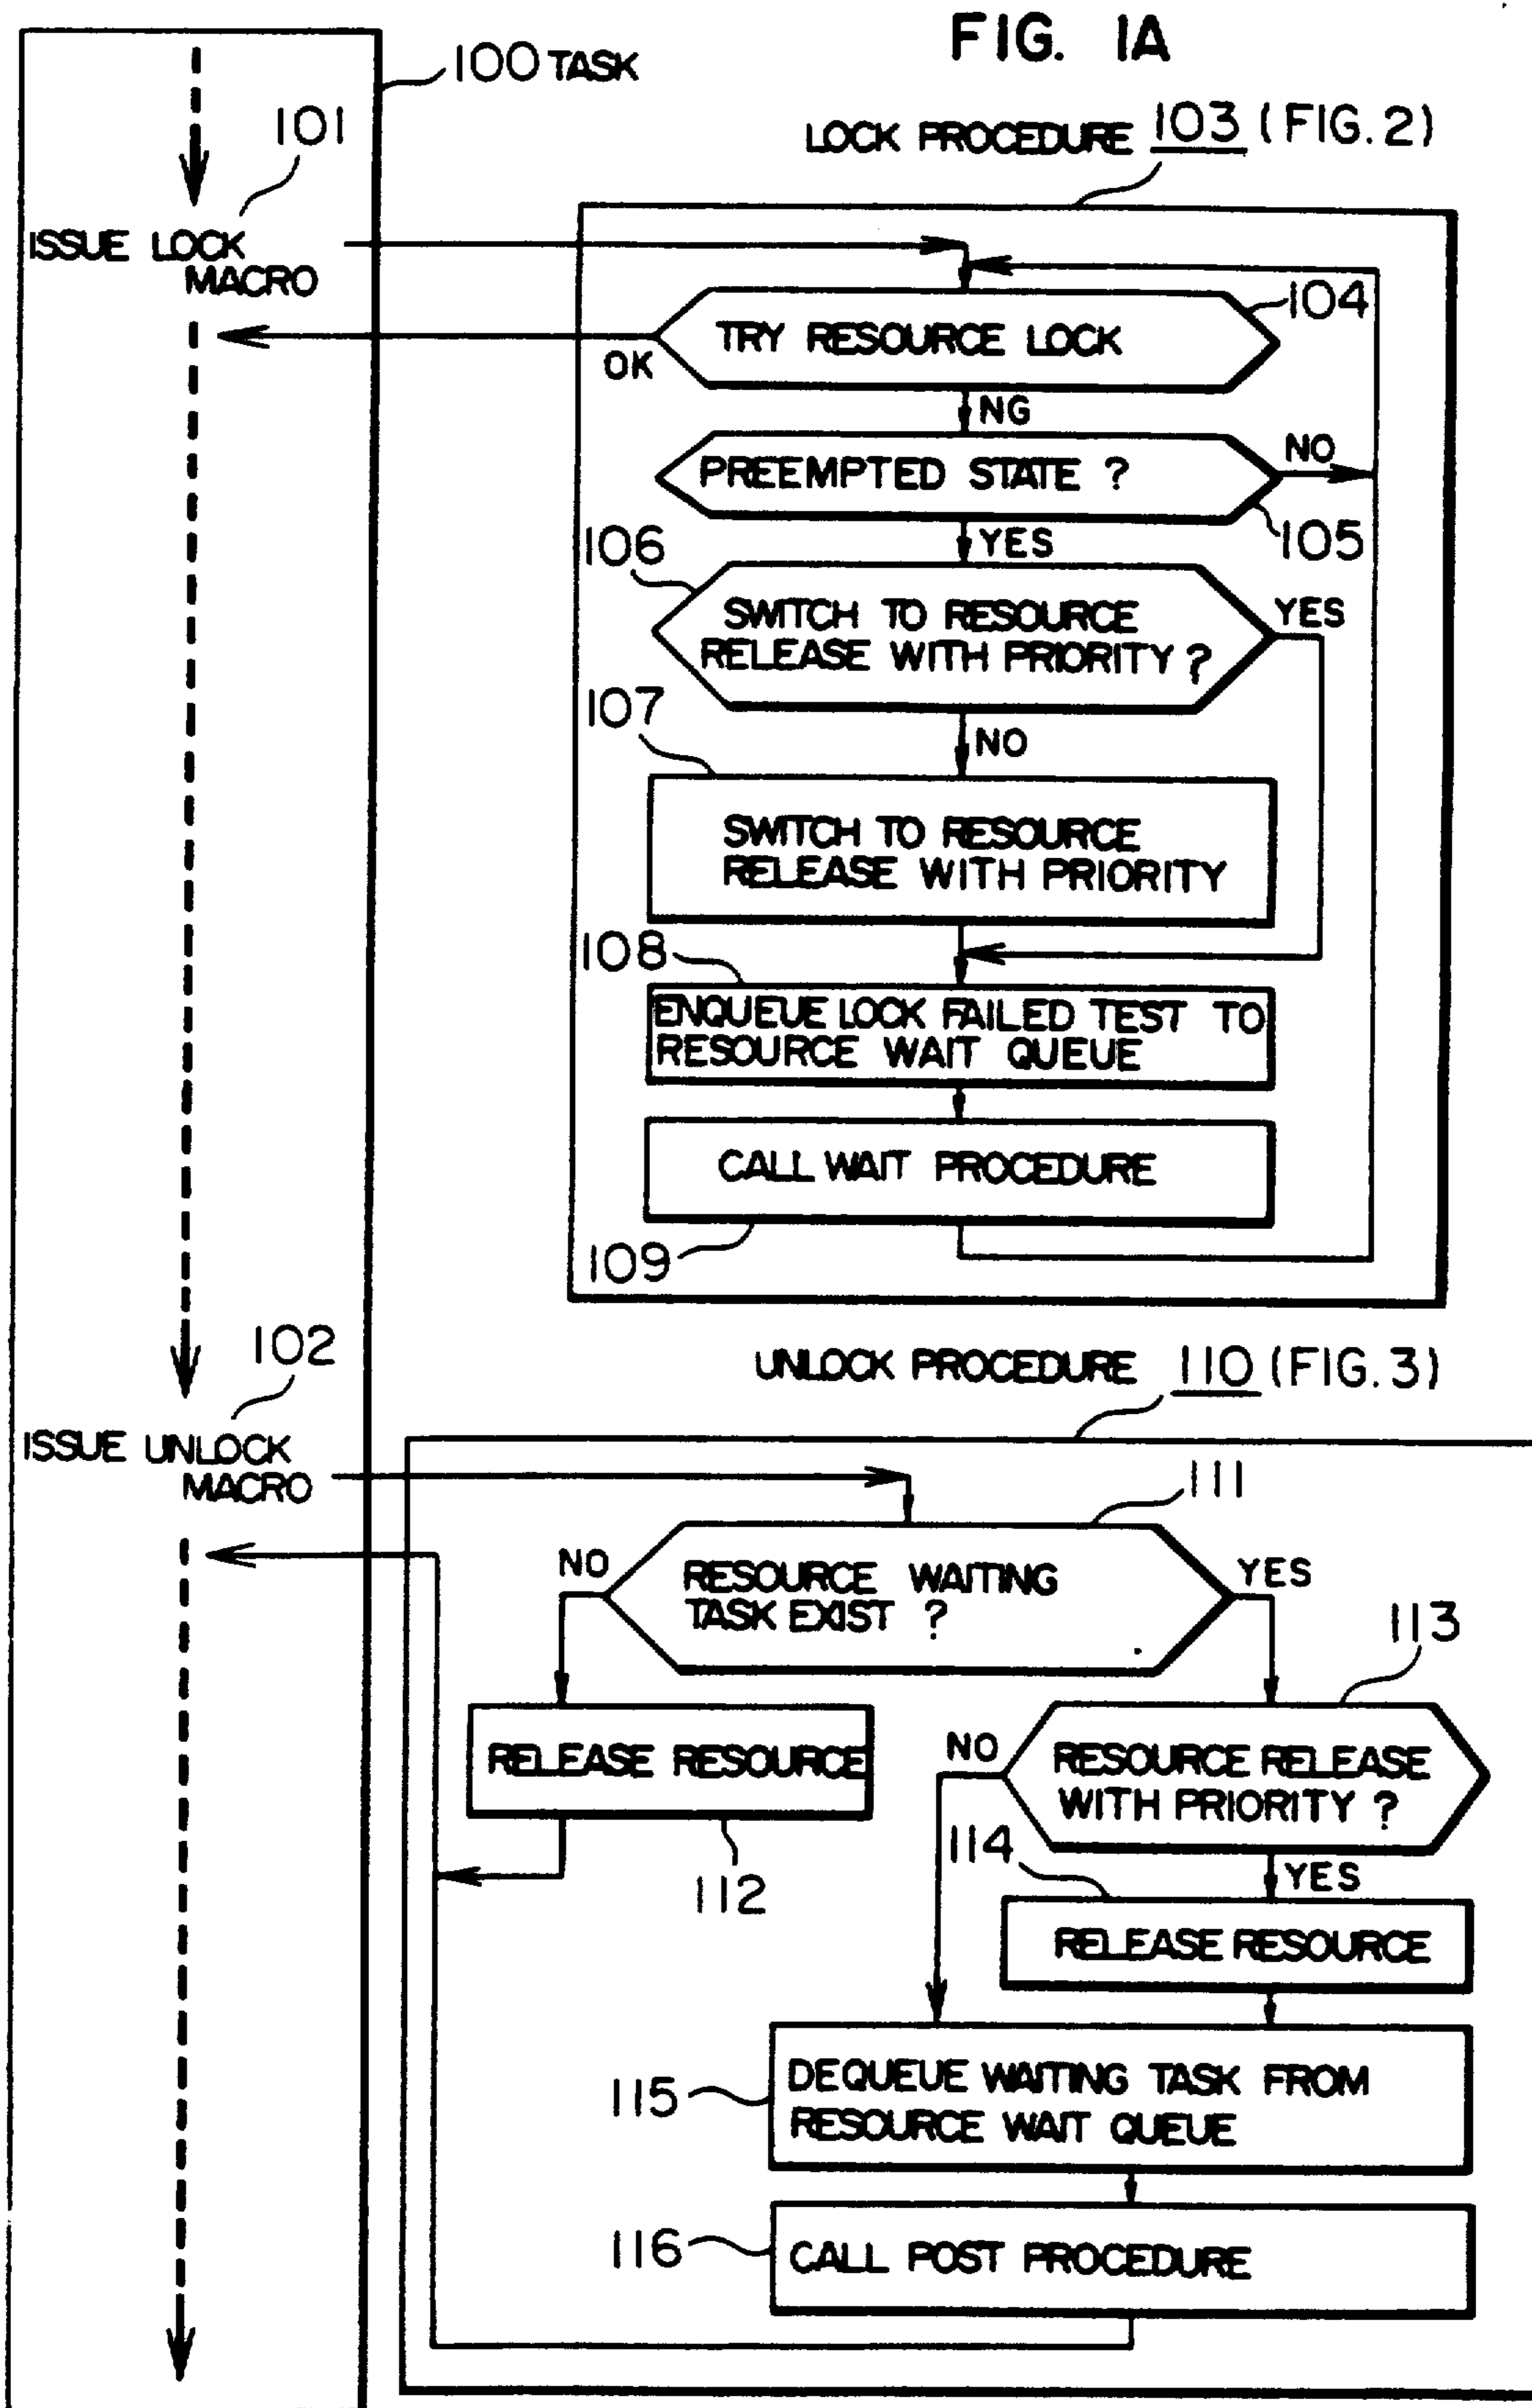 FIG. 1A
100 TASK
101
LOCK PROCEDURE 103 (FIG. 2)
ISSUE LOCK
MACRO
104
TRY RESOURCE LOCK
OK
NG
PREEMPTED STATE ?
NO
105
YES
106
SWITCH TO RESOURCE
RELEASE WITH PRIORITY ?
YES
107
NO
SWITCH TO RESOURCE
RELEASE WITH PRIORITY
108
ENQUEUE LOCK FAILED TEST TO
RESOURCE WAIT QUEUE
CALL WAIT PROCEDURE
109
102
UNLOCK PROCEDURE 110 (FIG. 3)
ISSUE UNLOCK
MACRO
111
NO
RESOURCE WAITING
TASK EXIST ?
YES
113
RELEASE RESOURCE
NO
RESOURCE RELEASE
WITH PRIORITY ?
112
114
YES
RELEASE RESOURCE
115
DEQUEUE WAITING TASK FROM
RESOURCE WAIT QUEUE
116
CALL POST PROCEDURE